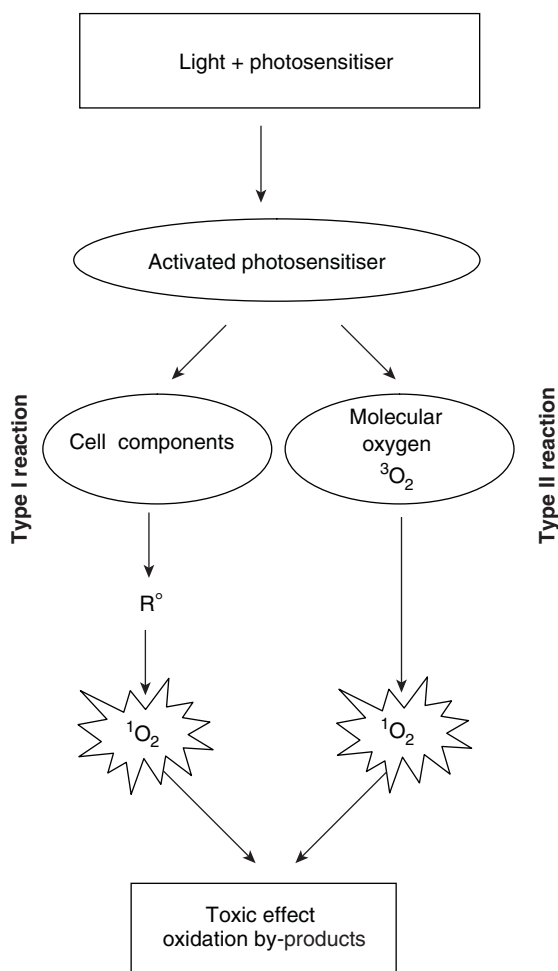 Light + photosensitiser
Activated photosensitiser
Type I reaction
Cell components
Molecular
oxygen
³O₂
Type II reaction
R°
¹O₂
¹O₂
Toxic effect
oxidation by-products